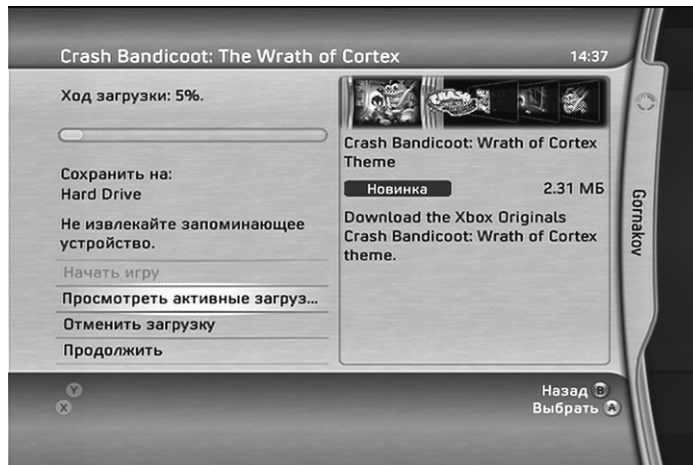 Crash Bandicoot: The Wrath of Cortex
14:37
Ход загрузки: 5%.
Сохранить на:
Hard Drive
Не извлекайте запоминающее
устройство.
Начать игру
Просмотреть активные загруз...
Отменить загрузку
Продолжить
Crash Bandicoot: Wrath of Cortex
Theme
Новинка
2.31 МБ
Download the Xbox Originals
Crash Bandicoot: Wrath of Cortex
theme.
Gornakov
Y
X
Назад B
Выбрать A